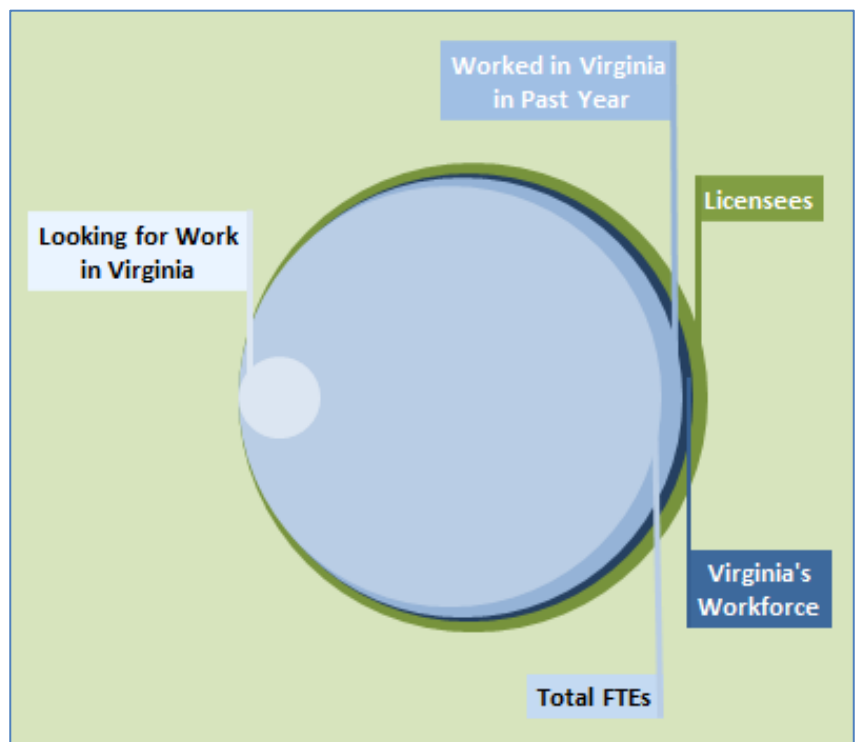 Worked in Virginia
in Past Year
Licensees
Looking for Work
in Virginia
Virginia's
Workforce
Total FTEs